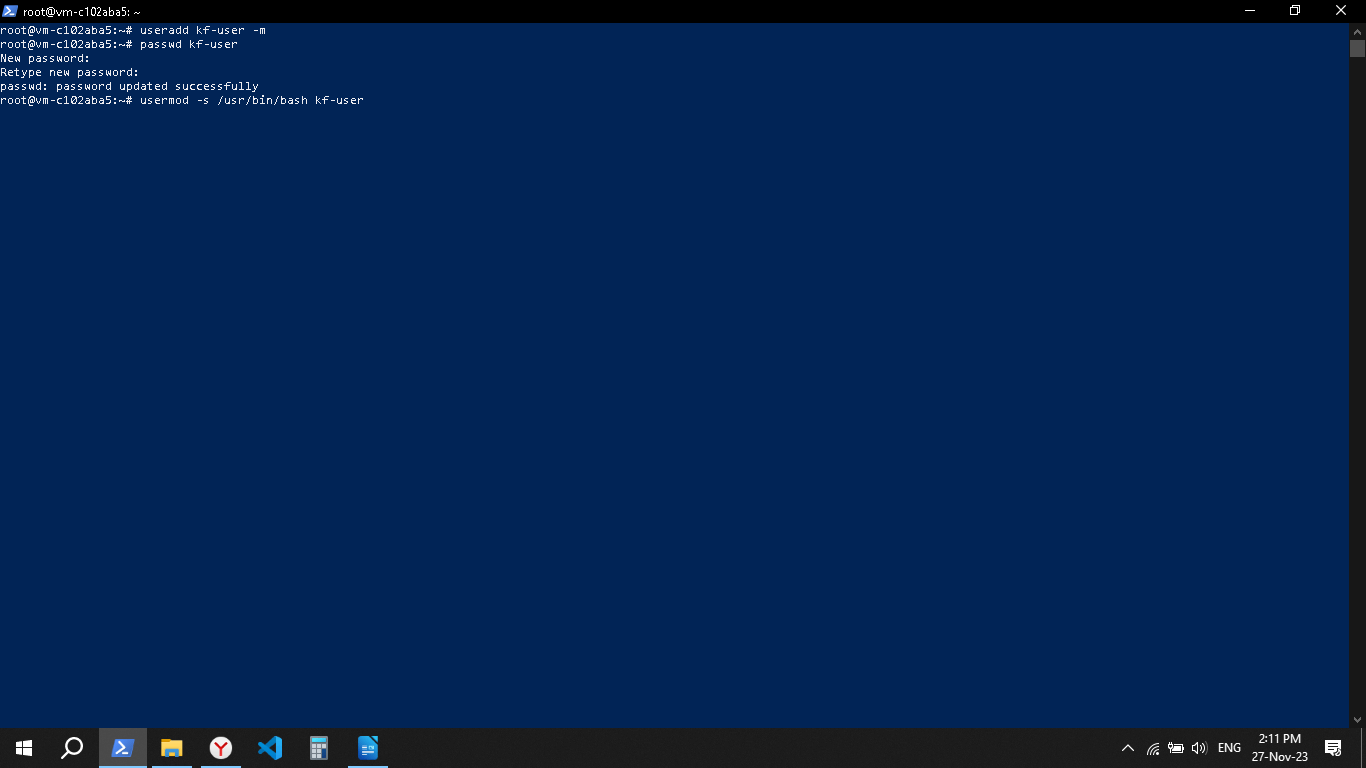 root@vm-c102aba5: ~
root@vm-c102aba5:~# useradd kf-user -m
root@vm-c102aba5:~# passwd kf-user
New password:
Retype new password:
passwd: password updated successfully
root@vm-c102aba5:~# usermod -s /usr/bin/bash kf-user
ENG
2:11 PM
27-Nov-23